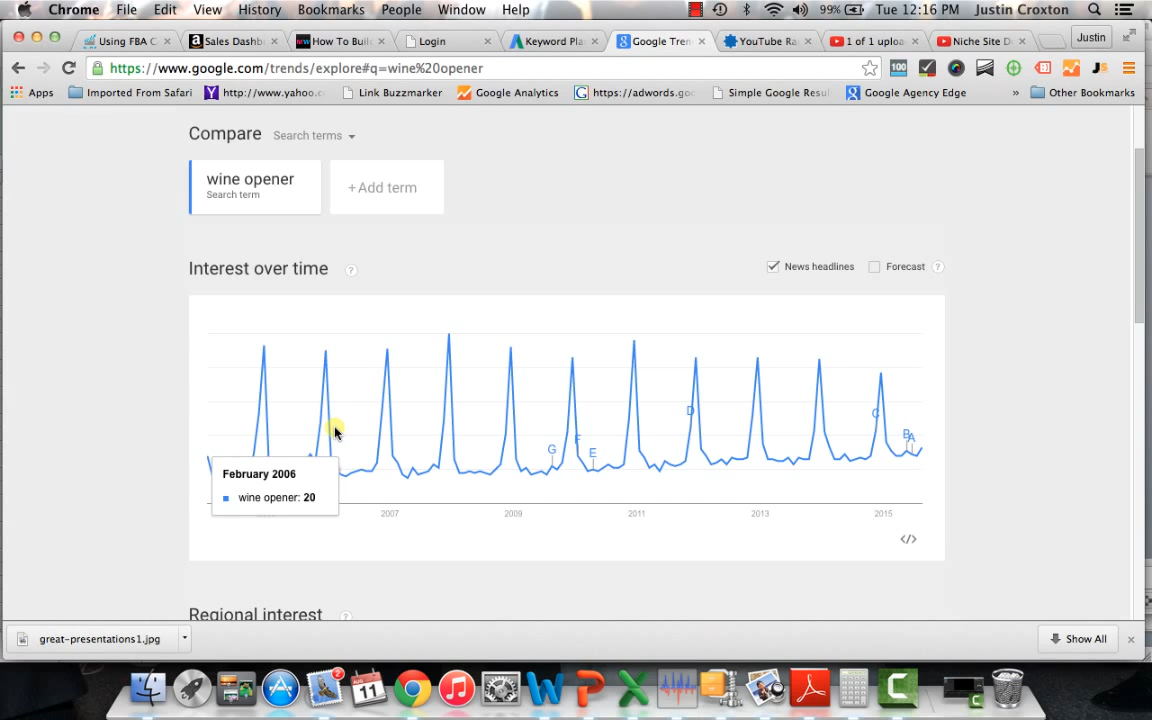 Chrome File Edit View History Bookmarks People Window Help 99% Tue 12:16 PM Justin Croxton
Using FBA C Sales Dashb How To Buil Login Keyword Pla Google Tren YouTube Ra 1 of 1 uploa Niche Site D Justin
https://www.google.com/trends/explore#q=wine%20opener 100
Apps Imported From Safari http://www.yahoo.c Link Buzzmarker Google Analytics https://adwords.goo Simple Google Resul Google Agency Edge » Other Bookmarks
Compare Search terms
wine opener
Search term
+Add term
Interest over time ?
News headlines Forecast ?
D
C
G F E B A
February 2006
wine opener: 20
2007 2009 2011 2013 2015
</>
Regional interest ?
great-presentations1.jpg Show All
2
AUG
11